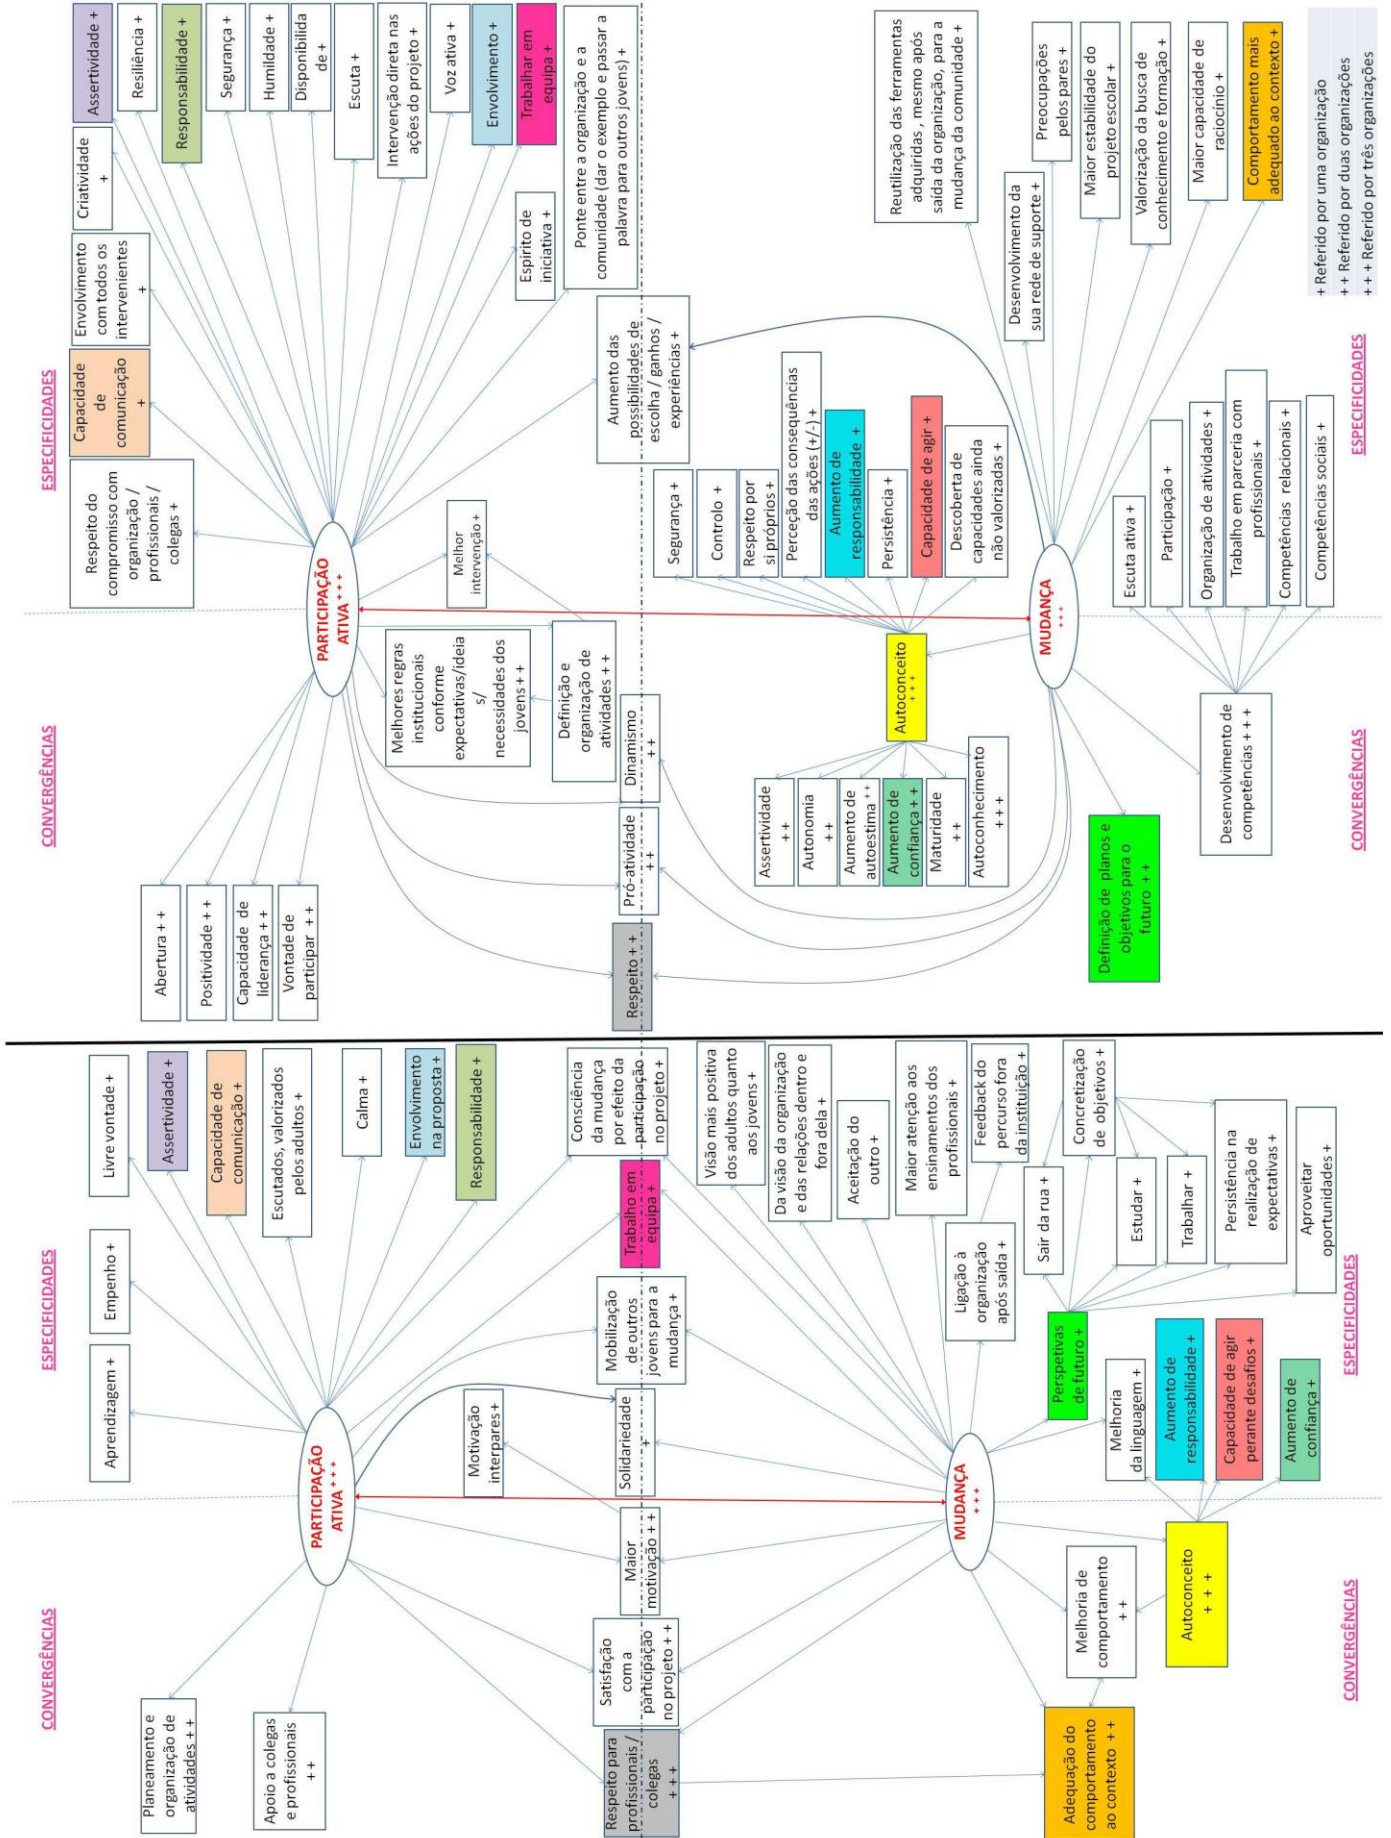 CONVERGÊNCIAS
ESPECIFICIDADES
Planeamento e
organização de
atividades + +
Apoio a colegas
e profissionais
+ +
Aprendizagem +
Empenho +
Livre vontade +
Assertividade +
Capacidade de
comunicação +
Escutados, valorizados
pelos adultos +
Calma +
Envolvimento
na proposta +
Responsabilidade +
PARTICIPAÇÃO
ATIVA +++
Motivação
interpares +
Respeito para
profissionais /
colegas
+ + +
Satisfação
com a
participação
no projeto + +
Maior
motivação + +
Solidariedade
+
Mobilização
de outros
jovens para a
mudança +
Trabalho em
equipa +
Consciência
da mudança
por efeito da
participação
no projeto +
Visão mais positiva
dos adultos quanto
aos jovens +
Da visão da organização
e das relações dentro e
fora dela +
Aceitação do
outro +
Maior atenção aos
ensinamentos dos
profissionais +
Ligação à
organização
após saída +
Feedback do
percurso fora
da instituição +
MUDANÇA
+++
Sair da rua +
Concretização
de objetivos +
Perspetivas
de futuro +
Estudar +
Trabalhar +
Persistência na
realização de
expectativas +
Aproveitar
oportunidades +
Adequação do
comportamento
ao contexto + +
Melhoria de
comportamento
+ +
Melhoria
da linguagem +
Autoconceito
+ + +
Aumento de
responsabilidade +
Capacidade de agir
perante desafios +
Aumento de
confiança +
CONVERGÊNCIAS
ESPECIFICIDADES
CONVERGÊNCIAS
ESPECIFICIDADES
Abertura + +
Positividade + +
Capacidade de
liderança + +
Vontade de
participar + +
Respeito do
compromisso com
organização /
profissionais /
colegas +
Capacidade
de
comunicação
+
Envolvimento
com todos os
intervenientes
+
Criatividade
+
Assertividade +
Resiliência +
Responsabilidade +
Segurança +
Humildade +
Disponibilida
de +
Escuta +
Intervenção direta nas
ações do projeto +
Voz ativa +
Envolvimento +
Trabalhar em
equipa +
Espirito de
iniciativa +
Ponte entre a organização e a
comunidade (dar o exemplo e passar a
palavra para outros jovens) +
PARTICIPAÇÃO
ATIVA +++
Melhores regras
institucionais
conforme
expectativas/ideia
s/
necessidades dos
jovens + +
Melhor
intervenção +
Definição e
organização de
atividades + +
Respeito + +
Pró-atividade
+ +
Dinamismo
+ +
Aumento das
possibilidades de
escolha / ganhos /
experiências +
Segurança +
Controlo +
Respeito por
si próprios +
Perceção das consequências
das ações (+/-) +
Aumento de
responsabilidade +
Persistência +
Capacidade de agir +
Descoberta de
capacidades ainda
não valorizadas +
Assertividade
+ +
Autonomia
+ +
Aumento de
autoestima ++
Aumento de
confiança + +
Maturidade
+ +
Autoconhecimento
+ + +
Autoconceito
+++
Reutilização das ferramentas
adquiridas , mesmo após
saída da organização, para a
mudança da comunidade +
Desenvolvimento da
sua rede de suporte +
Preocupações
pelos pares +
Maior estabilidade do
projeto escolar +
Valorização da busca de
conhecimento e formação +
Maior capacidade de
raciocínio +
Comportamento mais
adequado ao contexto +
MUDANÇA
+++
Definição de planos e
objetivos para o
futuro + +
Desenvolvimento de
competências + + +
Escuta ativa +
Participação +
Organização de atividades +
Trabalho em parceria com
profissionais +
Competências relacionais +
Competências sociais +
CONVERGÊNCIAS
ESPECIFICIDADES
+ Referido por uma organização
+ + Referido por duas organizações
+ + + Referido por três organizações